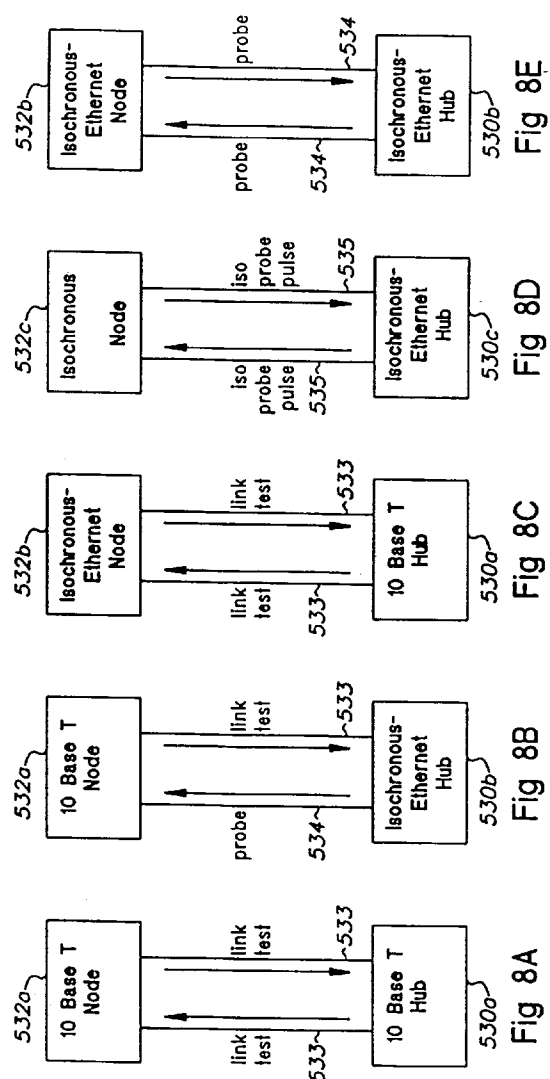 532a
10 Base T
Node
link
test
533
link
test
533
10 Base T
Hub
530a
Fig 8A
532a
10 Base T
Node
probe
534
link
test
533
Isochronous-
Ethernet
Hub
530b
Fig 8B
532b
Isochronous-
Ethernet
Node
link
test
533
link
test
533
10 Base T
Hub
530a
Fig 8C
532c
Isochronous
Node
iso
probe
pulse
535
iso
probe
pulse
535
Isochronous-
Ethernet
Hub
530c
Fig 8D
532b
Isochronous-
Ethernet
Node
probe
534
probe
534
Isochronous-
Ethernet
Hub
530b
Fig 8E